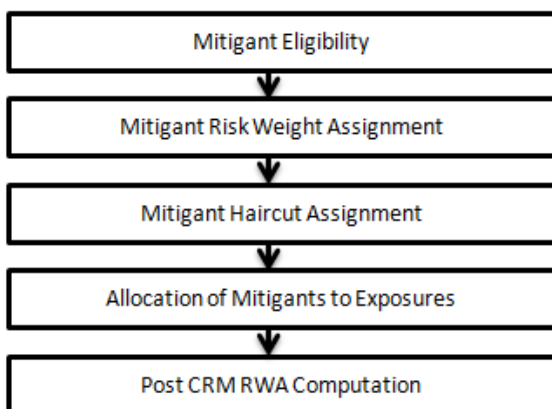 Mitigant Eligibility
Mitigant Risk Weight Assignment
Mitigant Haircut Assignment
Allocation of Mitigants to Exposures
Post CRM RWA Computation